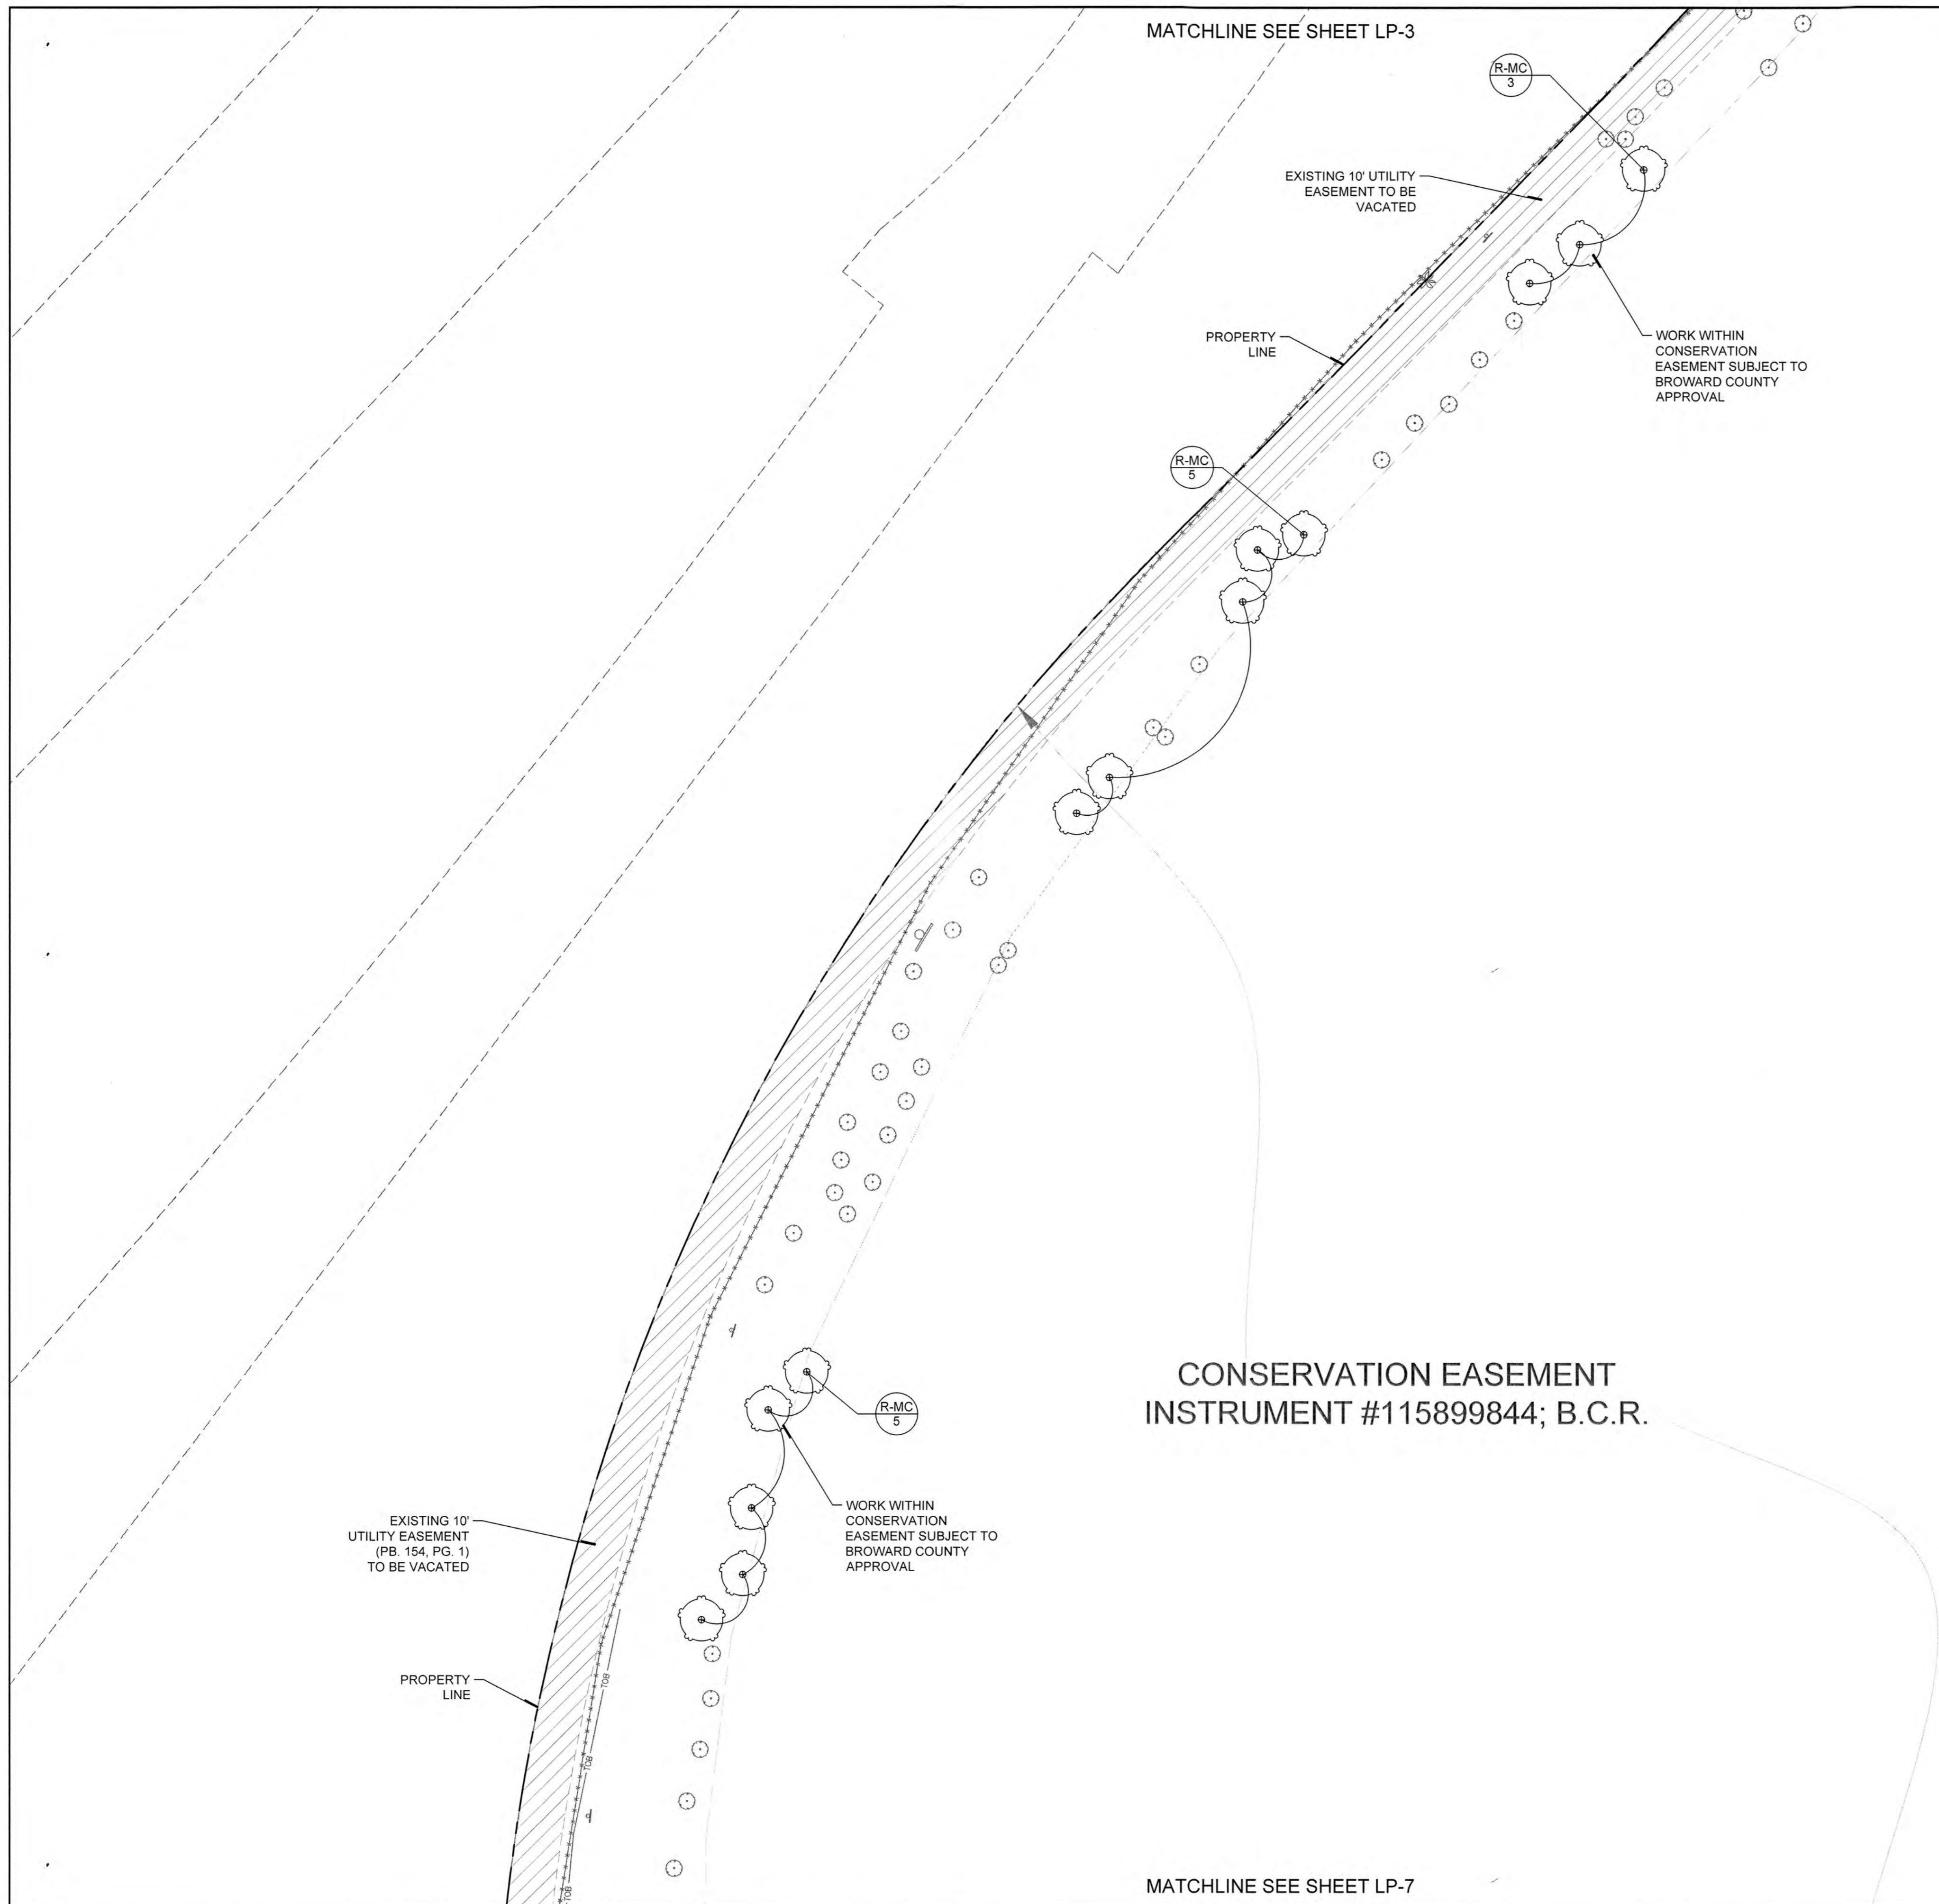 MATCHLINE SEE SHEET LP-3
R-MC
3
EXISTING 10' UTILITY
EASEMENT TO BE
VACATED
PROPERTY
LINE
WORK WITHIN
CONSERVATION
EASEMENT SUBJECT TO
BROWARD COUNTY
APPROVAL
R-MC
5
CONSERVATION EASEMENT
INSTRUMENT #115899844; B.C.R.
R-MC
5
WORK WITHIN
CONSERVATION
EASEMENT SUBJECT TO
BROWARD COUNTY
APPROVAL
EXISTING 10'
UTILITY EASEMENT
(PB. 154, PG. 1)
TO BE VACATED
PROPERTY
LINE
TOB
TOB
TOB
MATCHLINE SEE SHEET LP-7